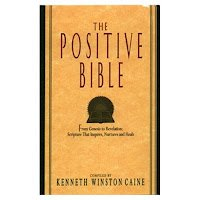 THE
POSITIVE
BIBLE
From Genesis to Revelation:
Scripture That Inspires, Nurtures and Heals
COMPILED BY
KENNETH WINSTON CAINE